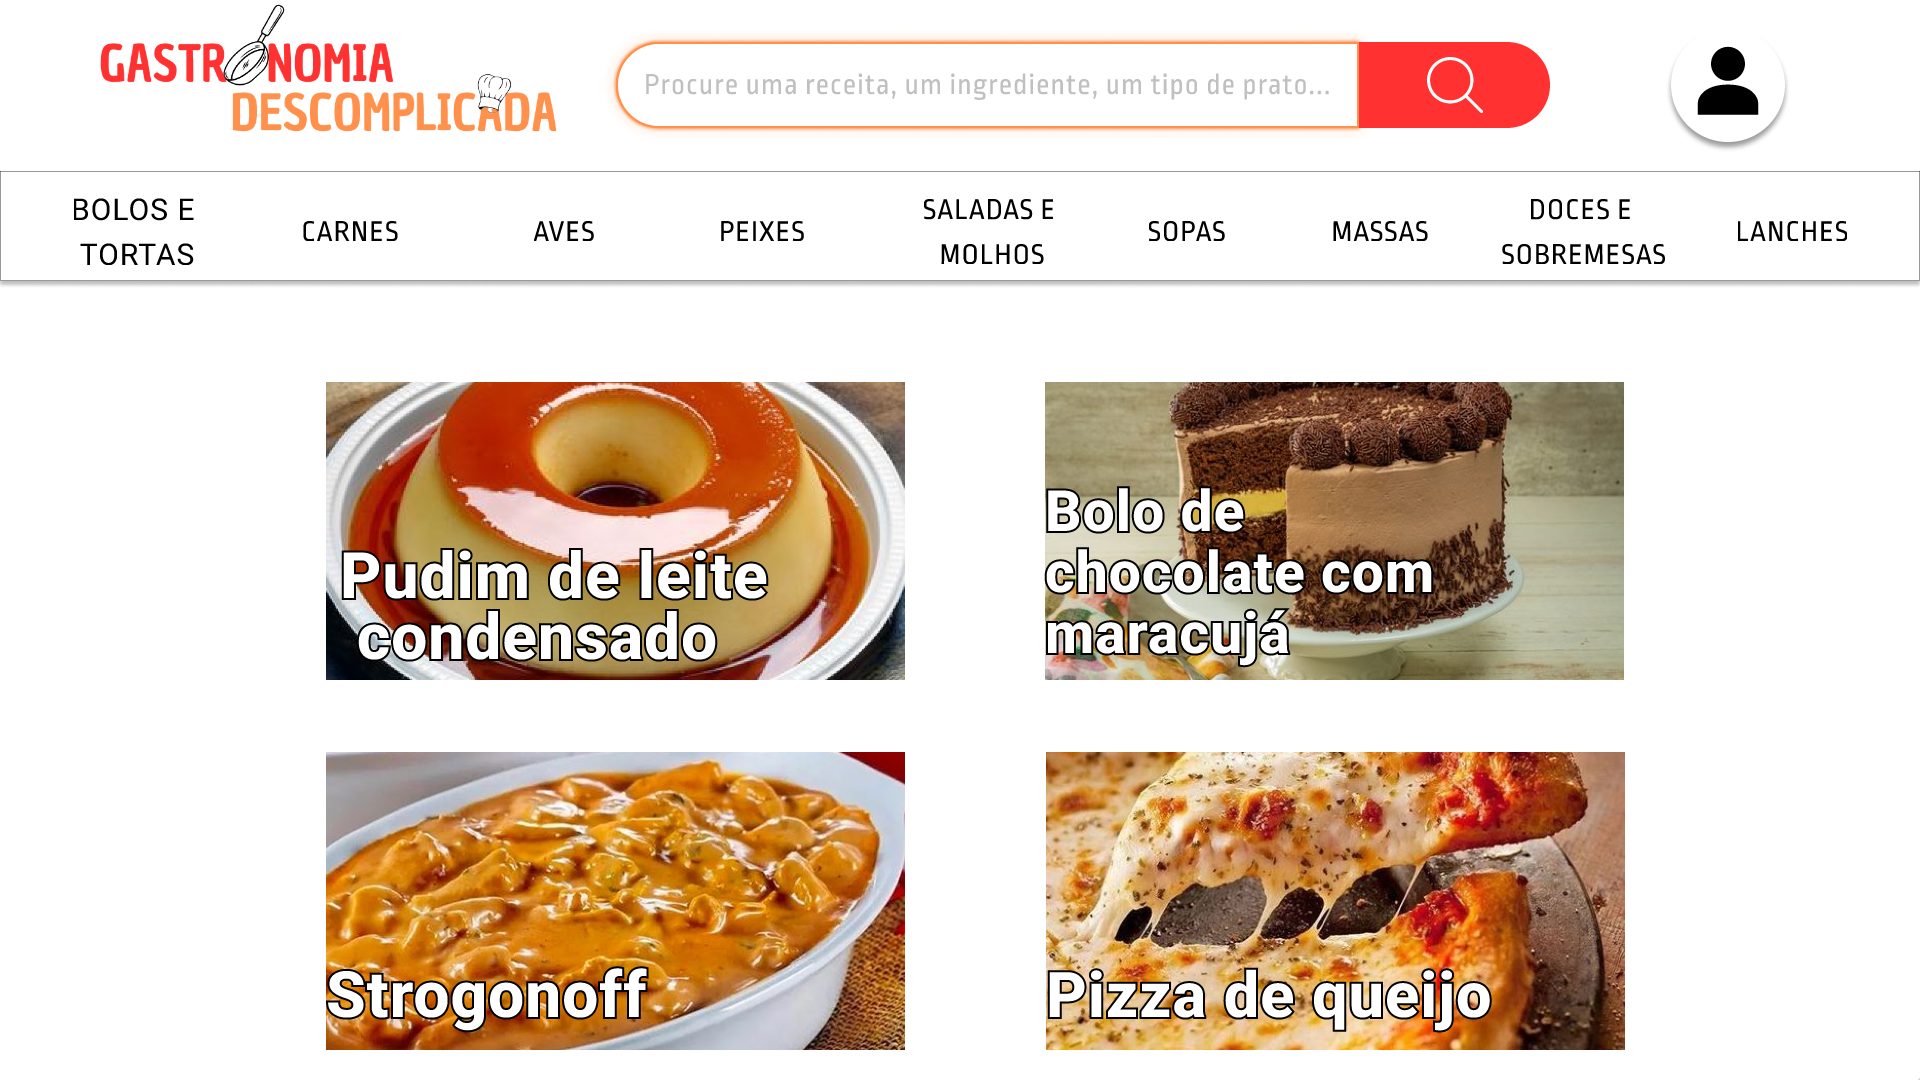 GASTRONOMIA
DESCOMPLICADA
Procure uma receita, um ingrediente, um tipo de prato...
BOLOS E
TORTAS
CARNES
AVES
PEIXES
SALADAS E
MOLHOS
SOPAS
MASSAS
DOCES E
SOBREMESAS
LANCHES
Pudim de leite
condensado
Bolo de
chocolate com
maracujá
Strogonoff
Pizza de queijo